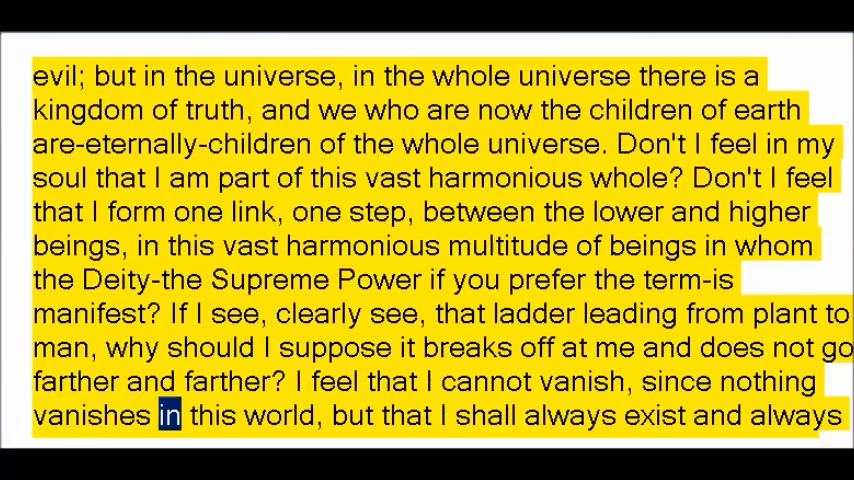 evil; but in the universe, in the whole universe there is a
kingdom of truth, and we who are now the children of earth
are-eternally-children of the whole universe. Don't I feel in my
soul that I am part of this vast harmonious whole? Don't I feel
that I form one link, one step, between the lower and higher
beings, in this vast harmonious multitude of beings in whom
the Deity-the Supreme Power if you prefer the term-is
manifest? If I see, clearly see, that ladder leading from plant to
man, why should I suppose it breaks off at me and does not go
farther and farther? I feel that I cannot vanish, since nothing
vanishes in this world, but that I shall always exist and always